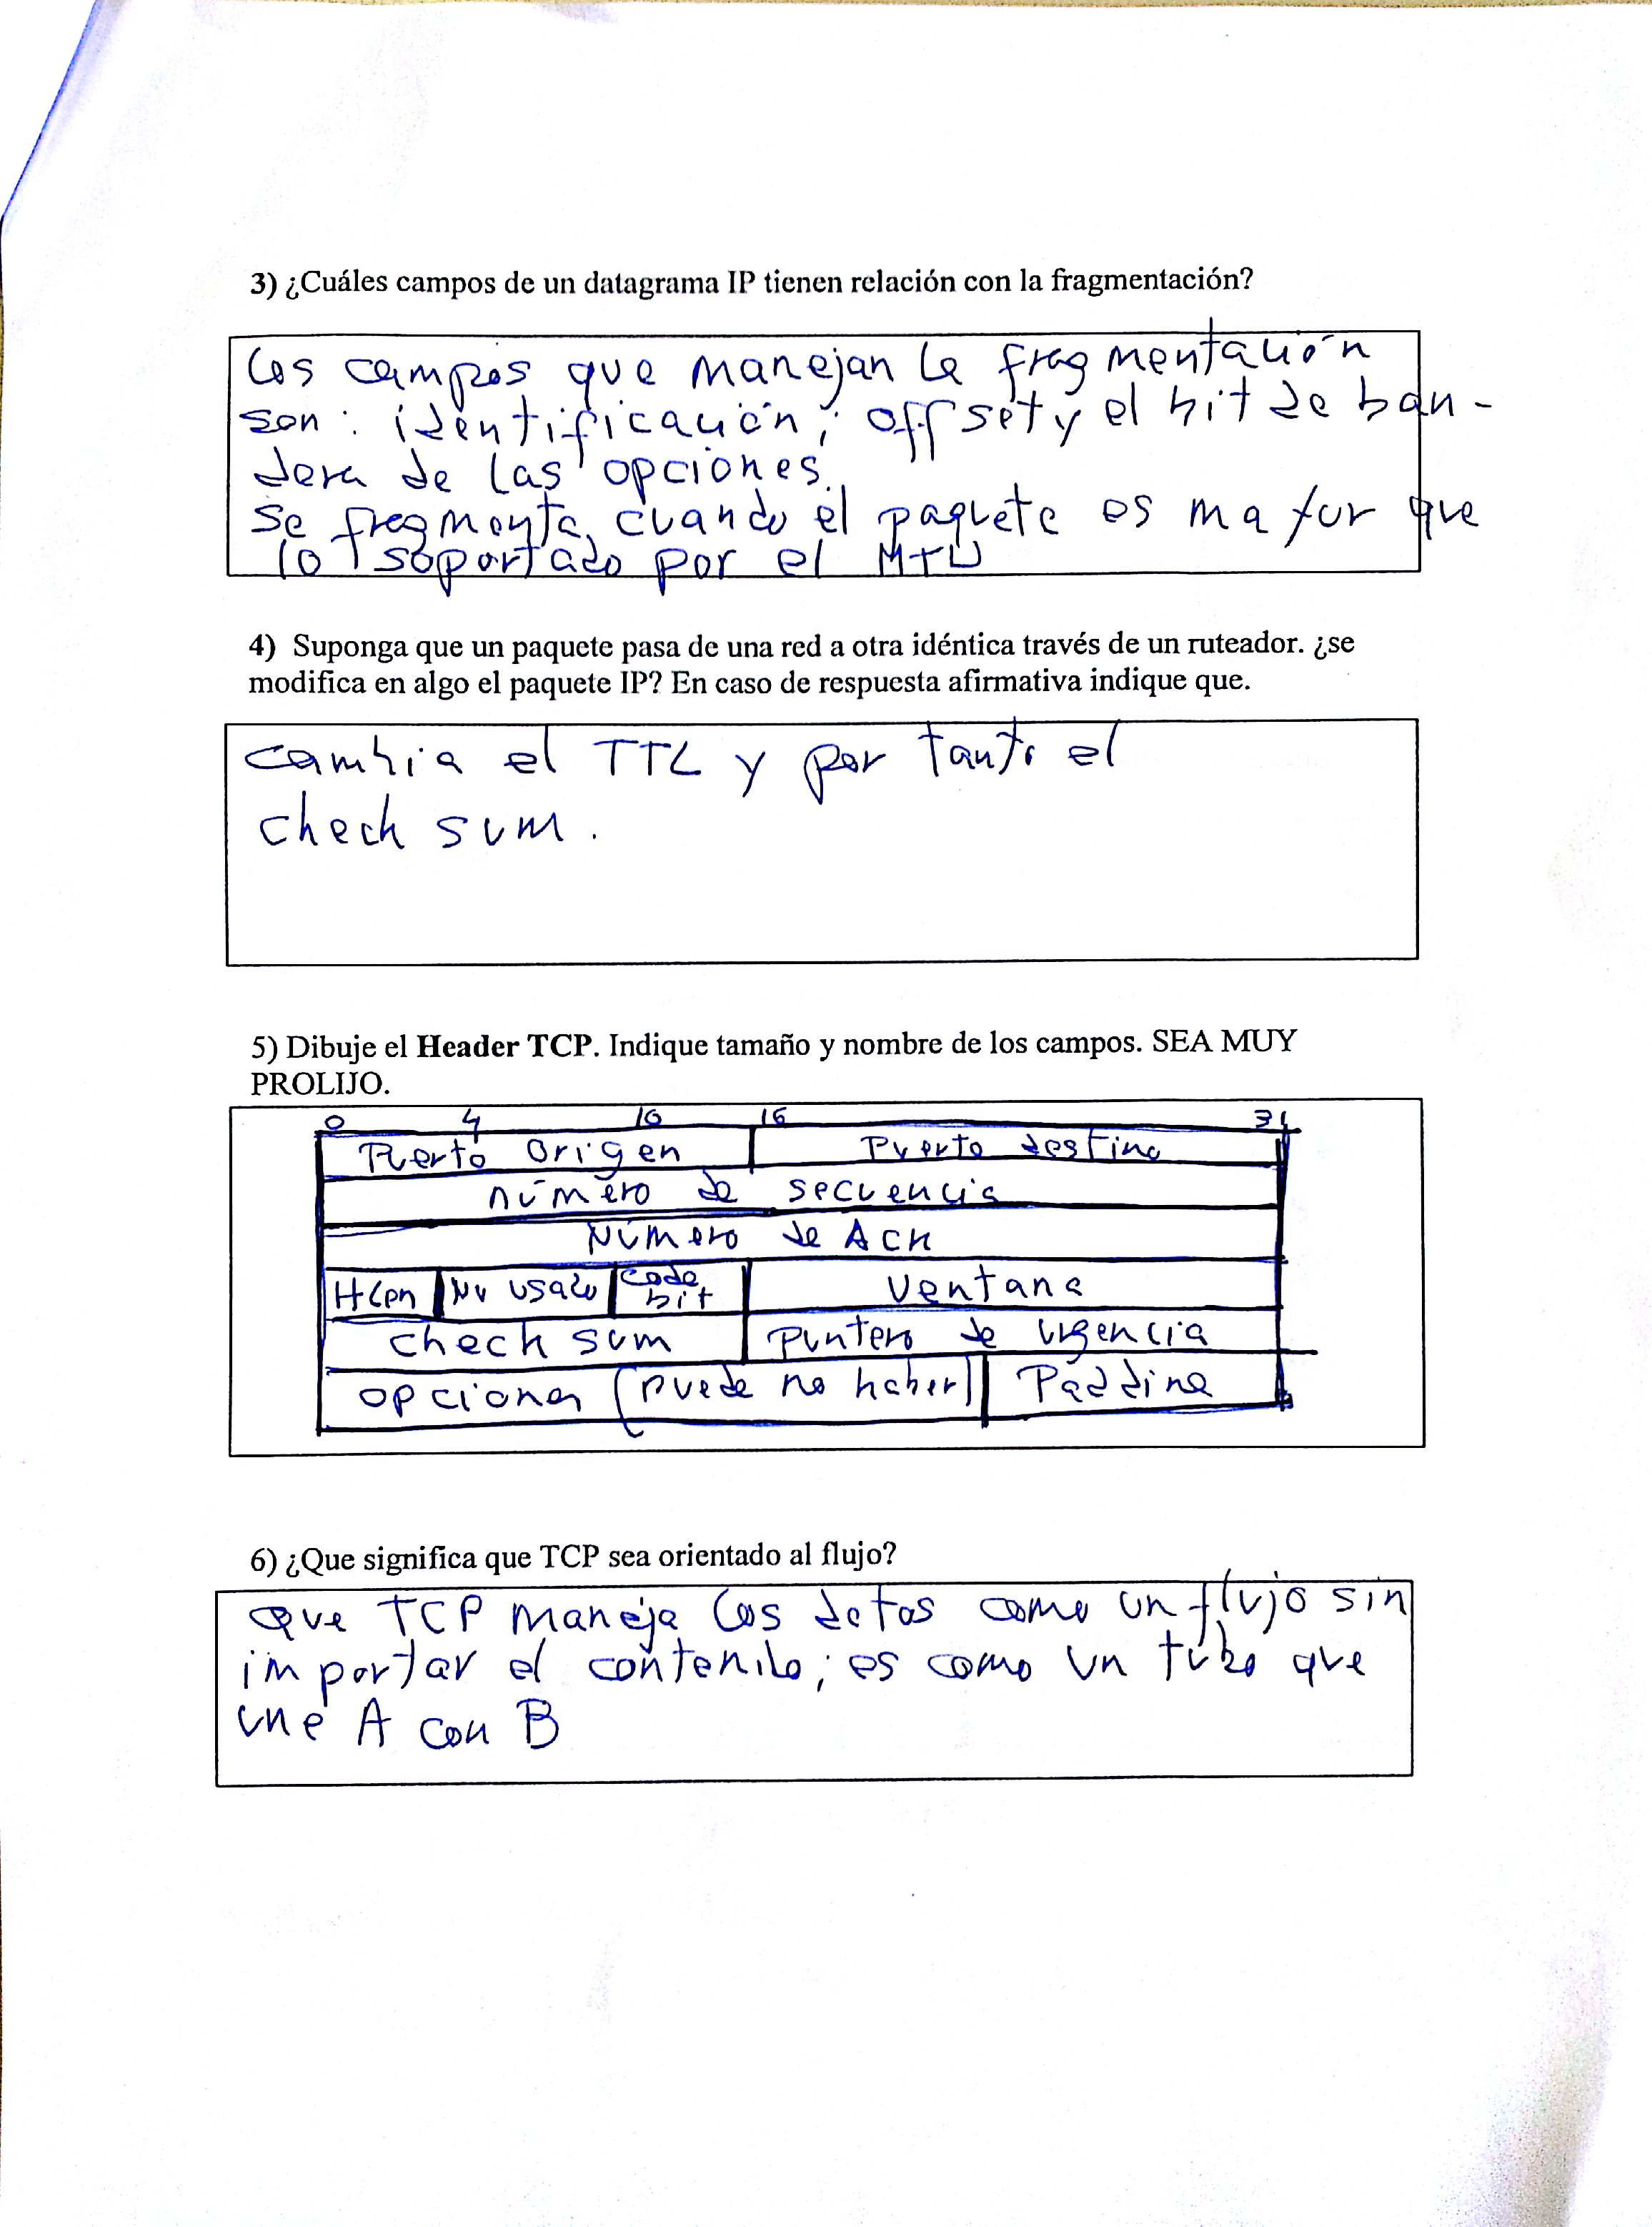 3) ¿Cuáles campos de un datagrama IP tienen relación con la fragmentación?
Los campos que manejan la fragmentación
son: identificación, offset y el bit de ban-
dera de las opciones.
Se fragmenta cuando el paquete es mayor que
lo soportado por el MTU
4) Suponga que un paquete pasa de una red a otra idéntica través de un ruteador. ¿se
modifica en algo el paquete IP? En caso de respuesta afirmativa indique que.
cambia el TTL y por tanto el
check sum.
5) Dibuje el Header TCP. Indique tamaño y nombre de los campos. SEA MUY
PROLIJO.
0 4 10 16 31
Puerto Origen Puerto destino
número de secuencia
Número de Ack
HLen No usado code bit Ventana
check sum puntero de urgencia
opciones (puede no haber) Padding
6) ¿Que significa que TCP sea orientado al flujo?
Que TCP maneja los datos como un flujo sin
importar el contenido; es como un tubo que
une A con B